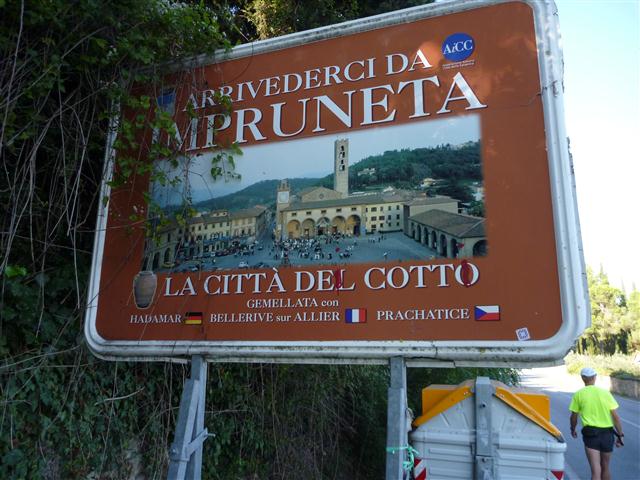 AiCC
ARRIVEDERCI DA
IMPRUNETA
LA CITTÀ DEL COTTO
GEMELLATA con
HADAMAR BELLERIVE sur ALLIER PRACHATICE